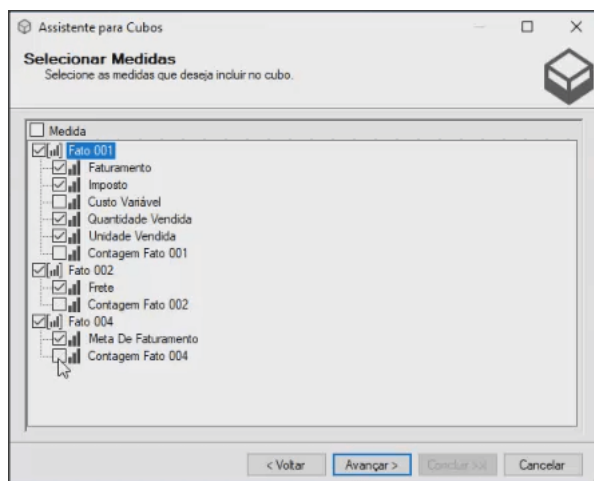 Assistente para Cubos
Selecionar Medidas
Selecione as medidas que deseja incluir no cubo.
Medida
Fato 001
Faturamento
Imposto
Custo Variável
Quantidade Vendida
Unidade Vendida
Contagem Fato 001
Fato 002
Frete
Contagem Fato 002
Fato 004
Meta De Faturamento
Contagem Fato 004
< Voltar Avançar > Concluir >>| Cancelar